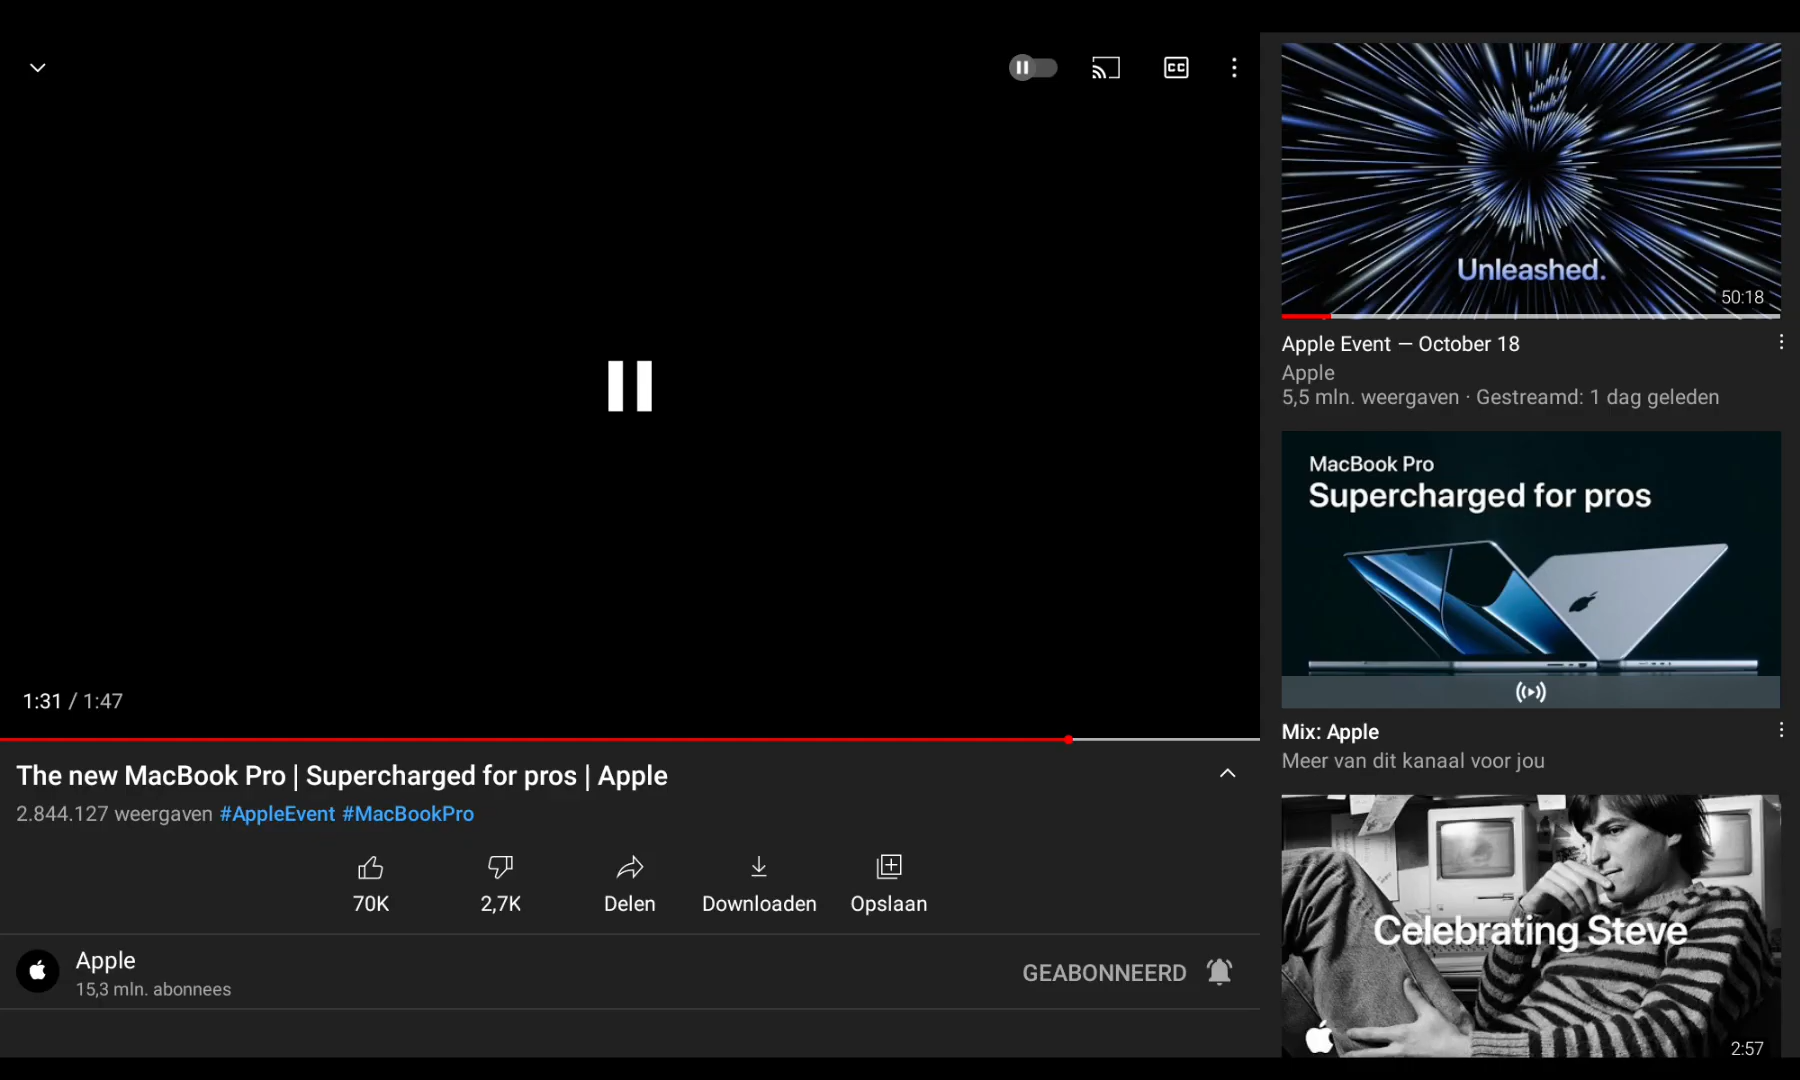 CC
1:31 / 1:47
The new MacBook Pro | Supercharged for pros | Apple
2.844.127 weergaven #AppleEvent #MacBookPro
70K
2,7K
Delen
Downloaden
Opslaan
Apple
15,3 mln. abonnees
GEABONNEERD
Unleashed.
50:18
Apple Event — October 18
Apple
5,5 mln. weergaven · Gestreamd: 1 dag geleden
MacBook Pro
Supercharged for pros
Mix: Apple
Meer van dit kanaal voor jou
Celebrating Steve
2:57